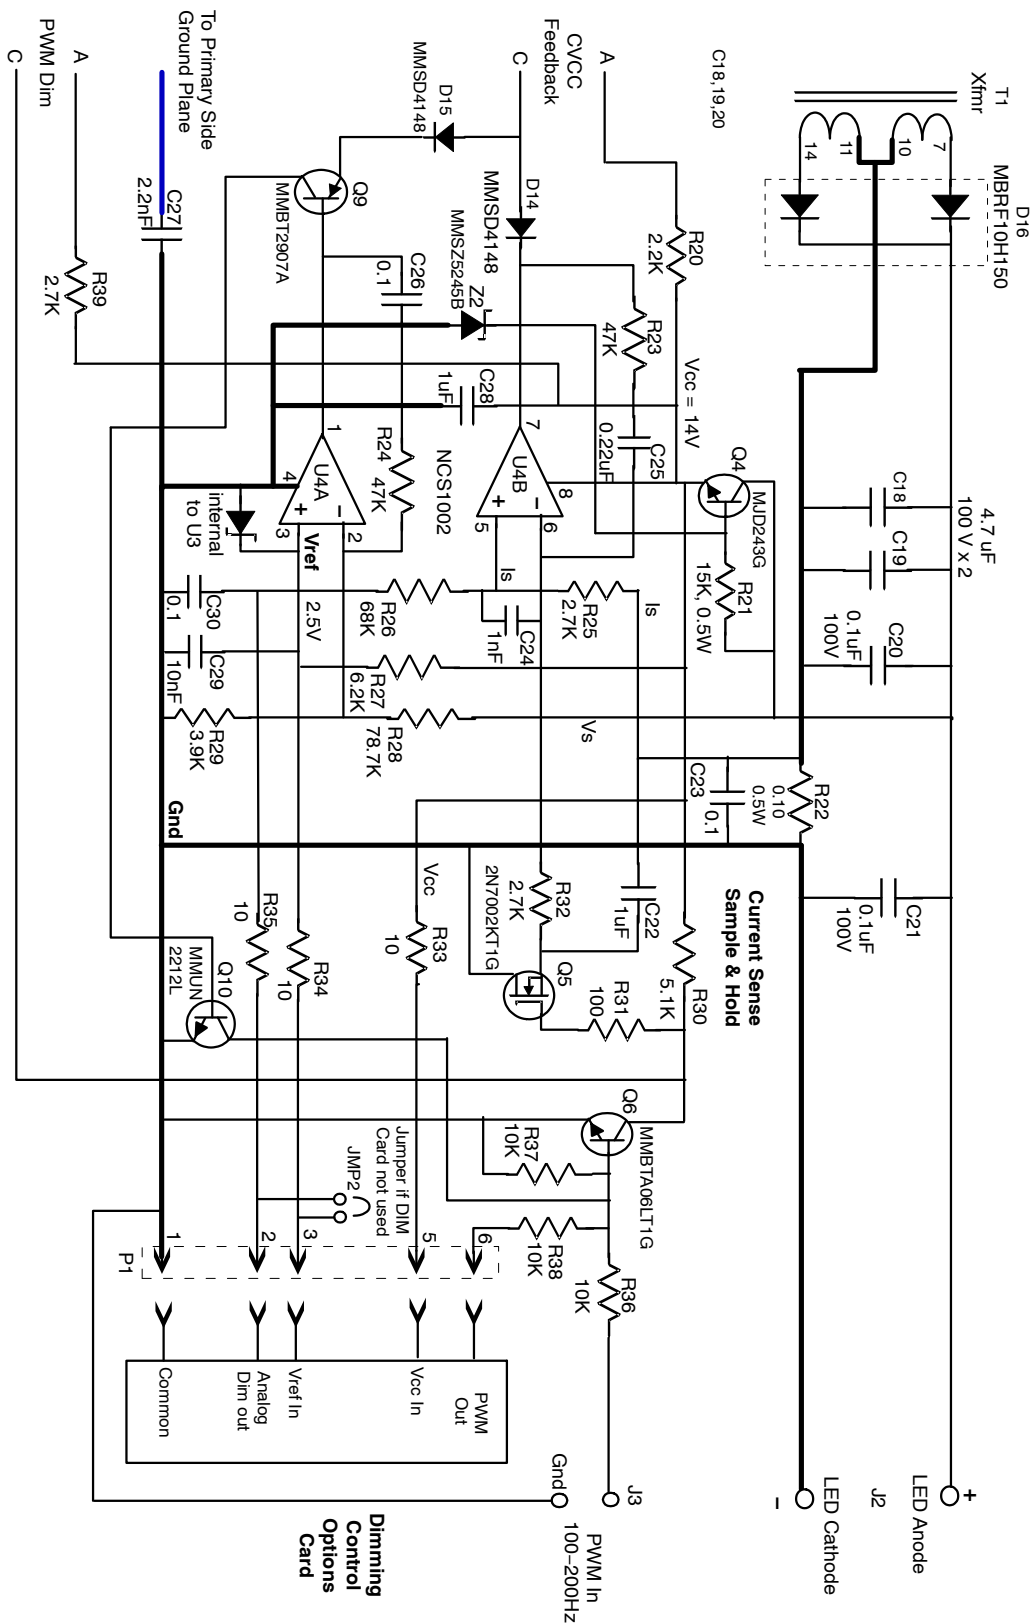 T1
Xfmr
7
10
11
14
D16
MBRF10H150
C18,19,20
4.7 uF
100 V x 2
C18
C19
C20
0.1uF
100V
C21
0.1uF
100V
+
LED Anode
J2
LED Cathode
-
A
CVCC
Feedback
C
R20
2.2K
Vcc = 14V
Q4
MJD243G
R21
15K, 0.5W
R22
0.10
0.5W
C23
0.1
Current Sense
Sample & Hold
D14
MMSD4148
D15
MMSD4148
R23
47K
C25
0.22uF
Z2
MMSZ5245B
C28
1uF
7
U4B
8
6
5
+
-
NCS1002
Is
R25
2.7K
Is
C24
1nF
Vs
C22
1uF
R32
2.7K
Q5
2N7002KT1G
R31
100
R30
5.1K
Q6
MMBTA06LT1G
R37
10K
R38
10K
R36
10K
J3
PWM In
100-200Hz
Gnd
Q9
MMBT2907A
C26
0.1
R24
47K
1
U4A
4
2
3
+
-
Vref
2.5V
internal
to U3
R26
68K
R27
6.2K
R28
78.7K
R29
3.9K
C30
0.1
C29
10nF
Gnd
Vcc
R33
10
R34
10
R35
10
Q10
MMUN
2212L
Jumper if DIM
Card not used
JMP2
6
5
3
2
1
P1
PWM
Out
Vcc In
Vref In
Analog
Dim out
Common
Dimming
Control
Options
Card
To Primary Side
Ground Plane
C27
2.2nF
A
PWM Dim
C
R39
2.7K